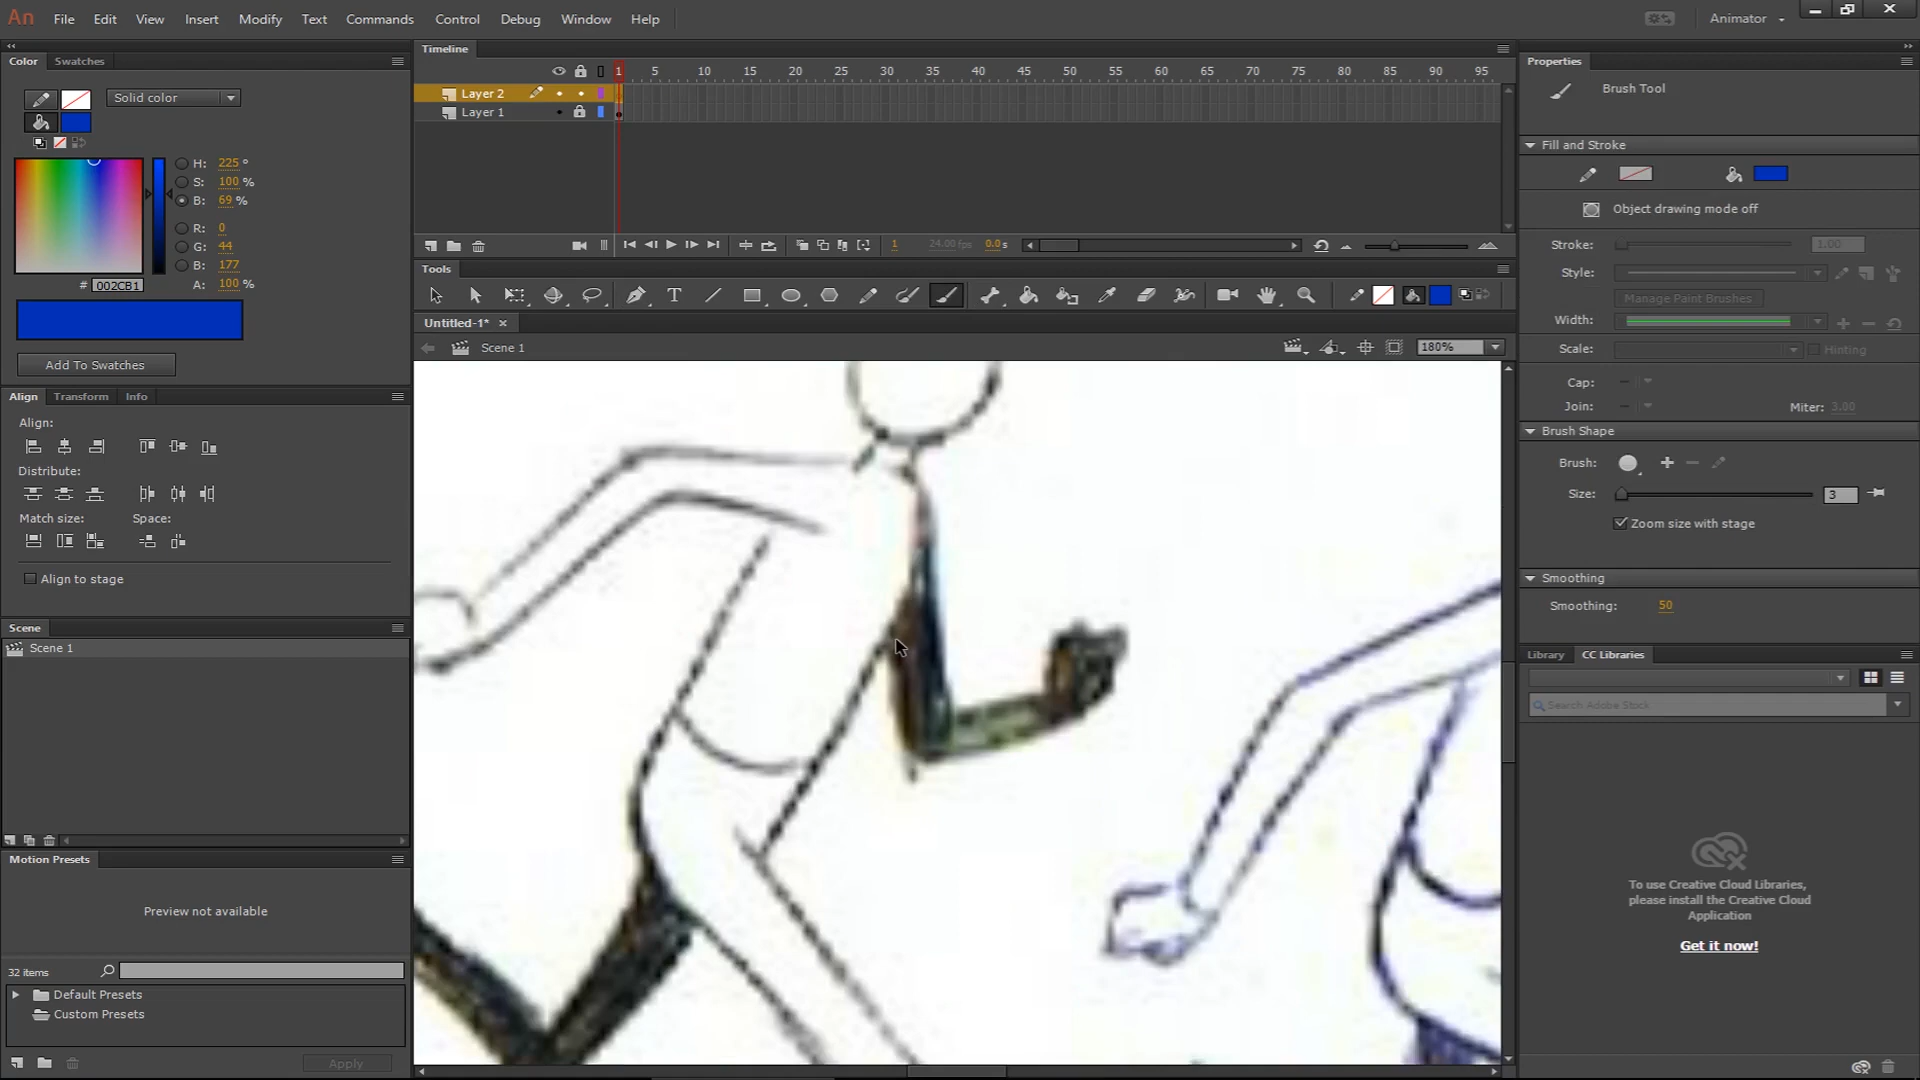 An File Edit View Insert Modify Text Commands Control Debug Window Help Animator
Color Swatches
Solid color
H: 225 °
S: 100 %
B: 69 %
R: 0
G: 44
B: 177
# 002CB1 A: 100 %
Add To Swatches
Align Transform Info
Align:
Distribute:
Match size: Space:
Align to stage
Scene
Scene 1
Motion Presets
Preview not available
32 items
Default Presets
Custom Presets
Apply
Timeline
1 5 10 15 20 25 30 35 40 45 50 55 60 65 70 75 80 85 90 95
Layer 2
Layer 1
1 24.00 fps 0.0 s
Tools
Untitled-1*
Scene 1 180%
Properties
Brush Tool
Fill and Stroke
Object drawing mode off
Stroke: 1.00
Style:
Manage Paint Brushes
Width:
Scale: Hinting
Cap:
Join: Miter: 3.00
Brush Shape
Brush:
Size: 3
Zoom size with stage
Smoothing
Smoothing: 50
Library CC Libraries
Search Adobe Stock
To use Creative Cloud Libraries,
please install the Creative Cloud
Application
Get it now!